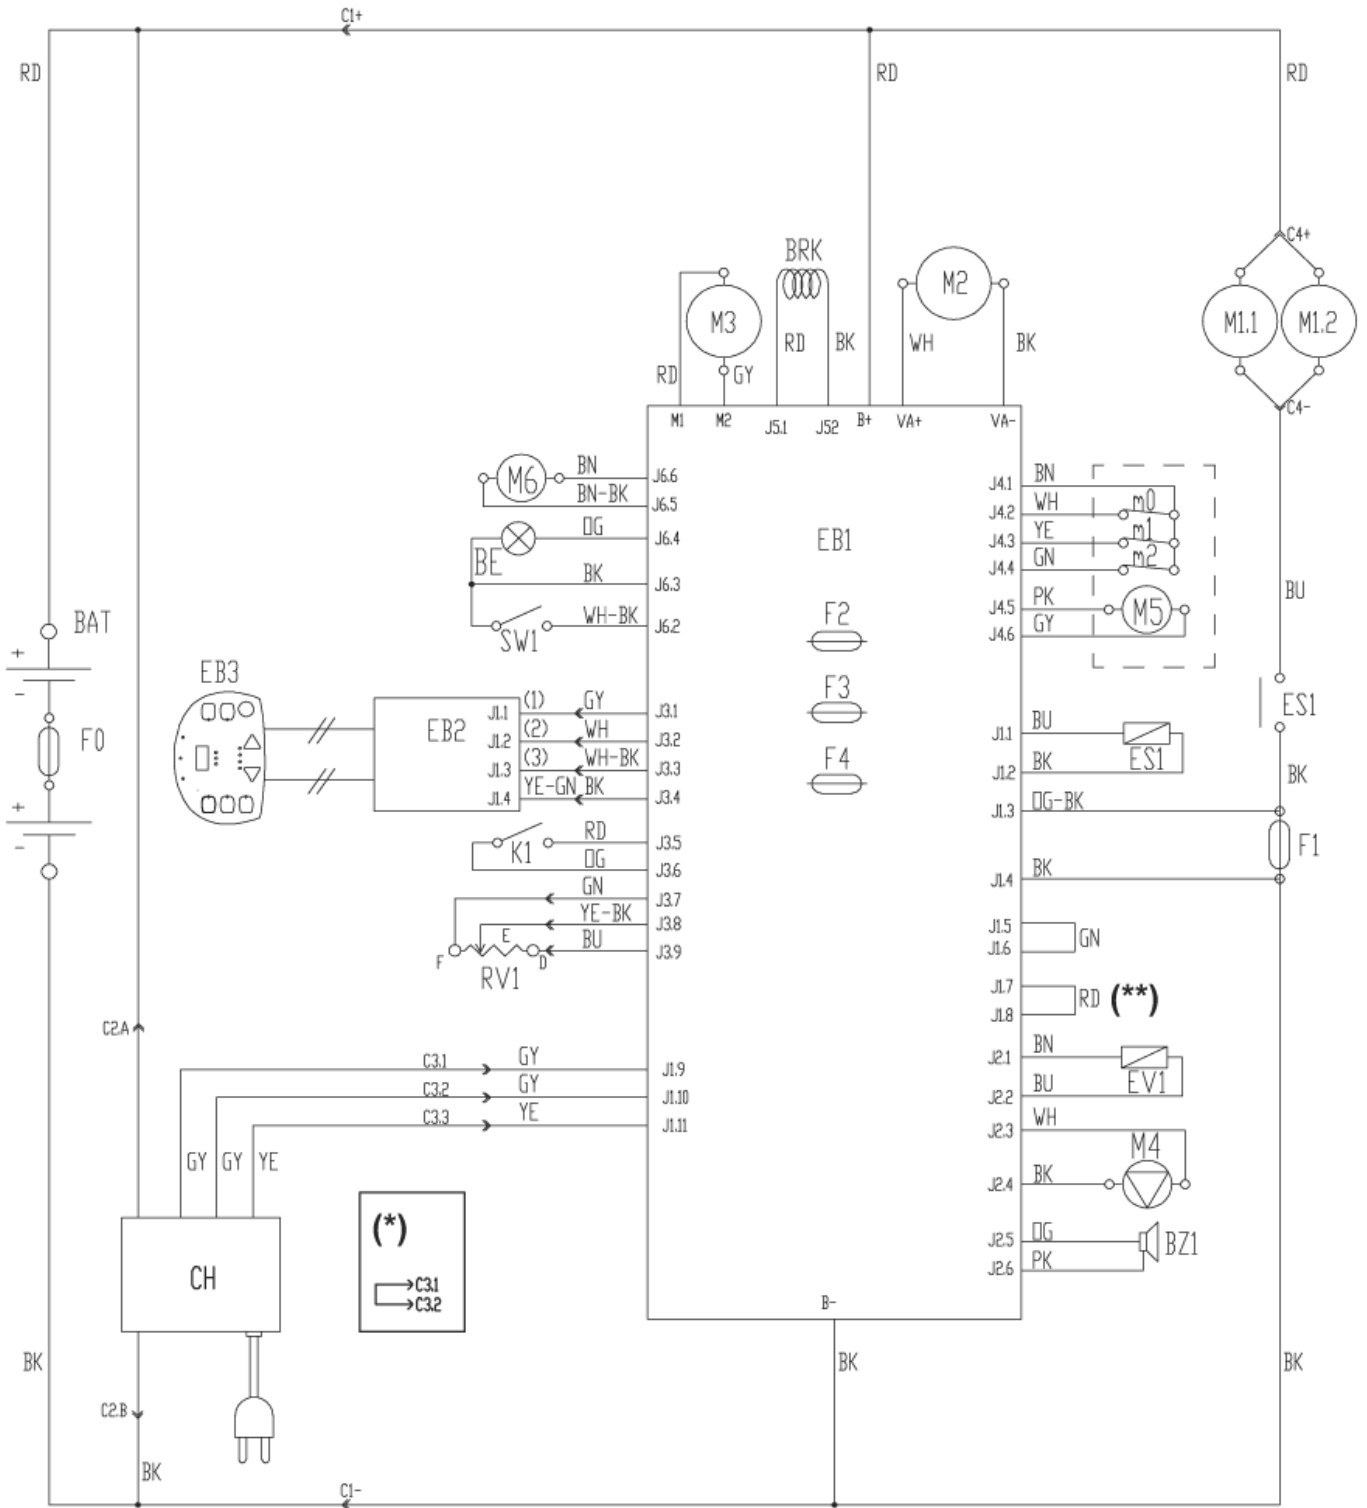 C1+
RD
RD
RD
C4+
BRK
M2
M3
M1.1
M1.2
RD
BK
WH
BK
RD
GY
C4-
M1
M2
J5.1
J5.2
B+
VA+
VA-
M6
BN
J6.6
BN-BK
J6.5
OG
J6.4
BE
BK
J6.3
WH-BK
J6.2
SW1
EB1
F2
F3
F4
J4.1
BN
J4.2
WH
m0
J4.3
YE
m1
J4.4
GN
m2
J4.5
PK
M5
J4.6
GY
BU
BAT
+
-
F0
+
-
EB3
EB2
J1.1
(1)
GY
J3.1
J1.2
(2)
WH
J3.2
J1.3
(3)
WH-BK
J3.3
J1.4
YE-GN
BK
J3.4
ES1
J1.1
BU
ES1
J1.2
BK
BK
J1.3
OG-BK
F1
J1.4
BK
K1
RD
J3.5
OG
J3.6
GN
J3.7
YE-BK
J3.8
E
BU
J3.9
F
D
RV1
J1.5
J1.6
GN
J1.7
J1.8
RD
(**)
C2.A
C3.1
GY
J1.9
C3.2
GY
J1.10
C3.3
YE
J1.11
J2.1
BN
EV1
J2.2
BU
J2.3
WH
M4
J2.4
BK
J2.5
OG
BZ1
J2.6
PK
GY
GY
YE
CH
(*)
C3.1
C3.2
B-
BK
BK
BK
C2.B
BK
C1-